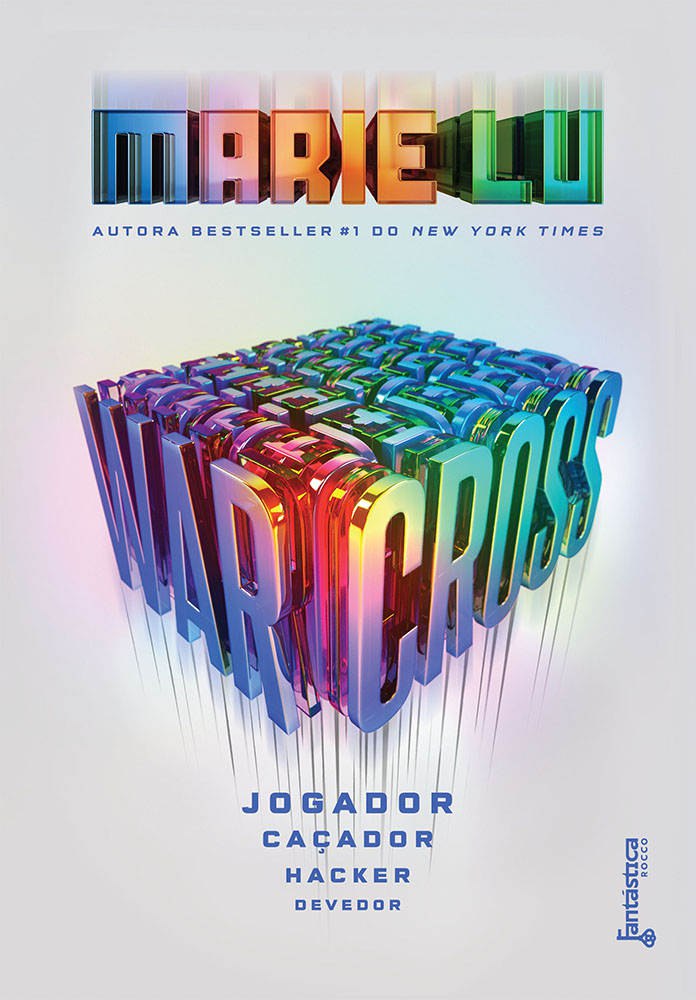 MARIE LU
AUTORA BESTSELLER #1 DO NEW YORK TIMES
WARCROSS
JOGADOR
CAÇADOR
HACKER
DEVEDOR
fantástica
ROCCO